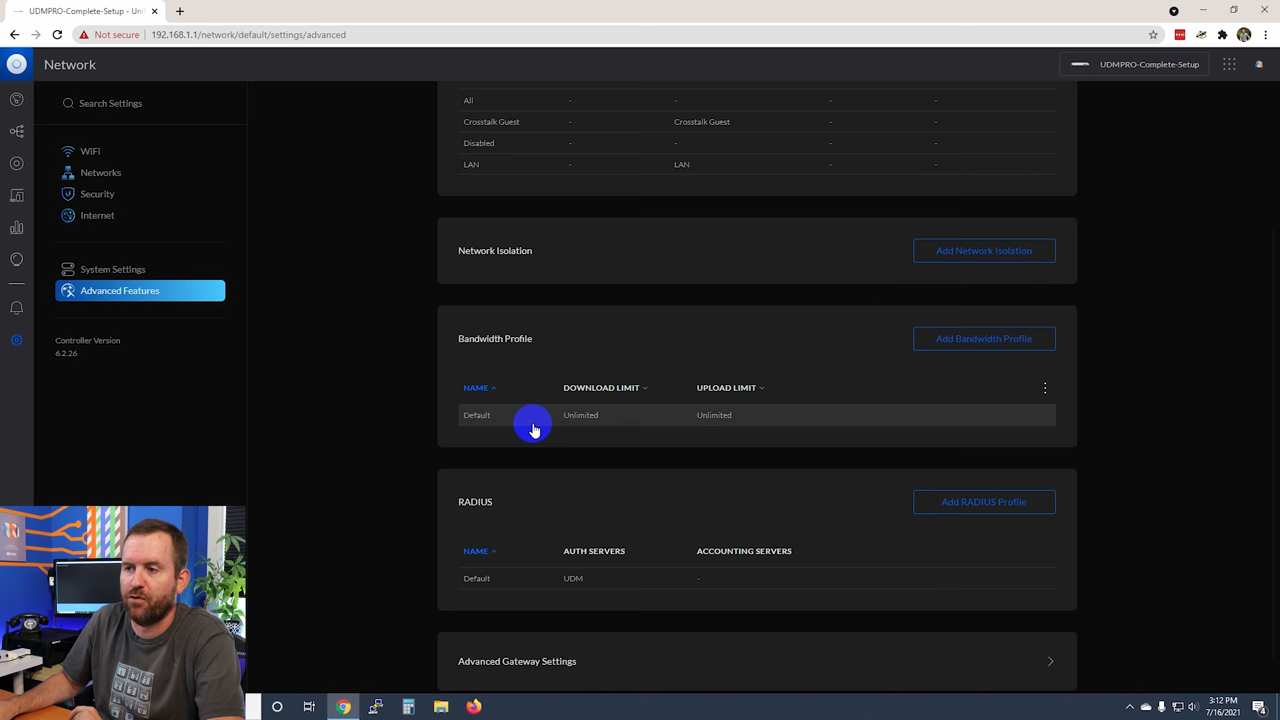 UDMPRO-Complete-Setup - Uni
Not secure 192.168.1.1/network/default/settings/advanced
Network
UDMPRO-Complete-Setup
Search Settings
WiFi
Networks
Security
Internet
System Settings
Advanced Features
Controller Version
6.2.26
All - - - -
Crosstalk Guest - Crosstalk Guest - -
Disabled - - -
LAN - LAN - -
Network Isolation
Add Network Isolation
Bandwidth Profile
Add Bandwidth Profile
NAME DOWNLOAD LIMIT UPLOAD LIMIT
Default Unlimited Unlimited
RADIUS
Add RADIUS Profile
NAME AUTH SERVERS ACCOUNTING SERVERS
Default UDM -
Advanced Gateway Settings
3:12 PM
7/16/2021
4